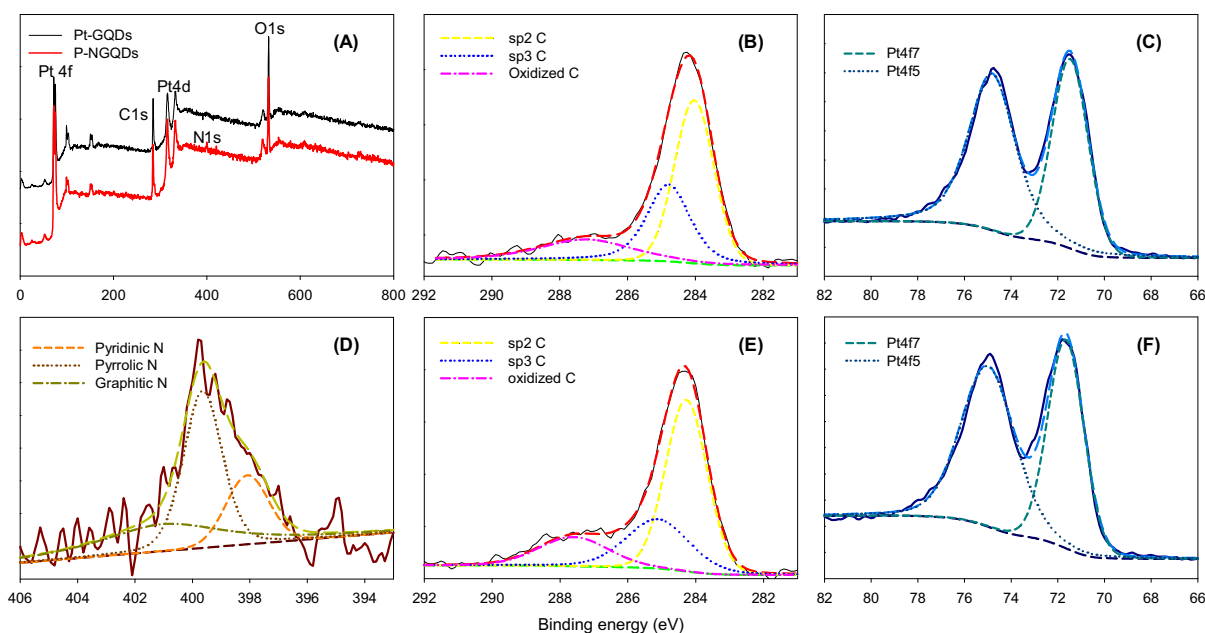 Pt-GQDs
P-NGQDs
(A)
O1s
Pt 4f
Pt4d
C1s
N1s
0 200 400 600 800
sp2 C
sp3 C
Oxidized C
(B)
292 290 288 286 284 282
Pt4f7
Pt4f5
(C)
82 80 78 76 74 72 70 68 66
Pyridinic N
Pyrrolic N
Graphitic N
(D)
406 404 402 400 398 396 394
sp2 C
sp3 C
oxidized C
(E)
292 290 288 286 284 282
Pt4f7
Pt4f5
(F)
82 80 78 76 74 72 70 68 66
Binding energy (eV)